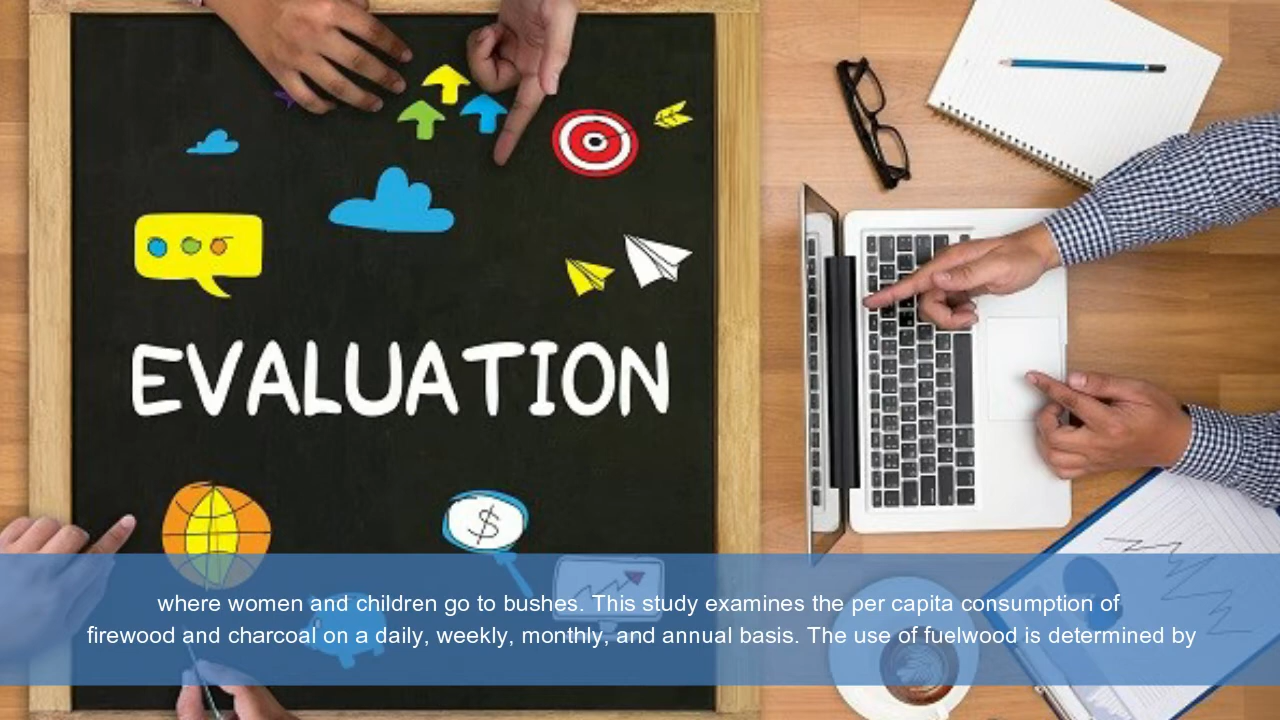 EVALUATION
$
where women and children go to bushes. This study examines the per capita consumption of
firewood and charcoal on a daily, weekly, monthly, and annual basis. The use of fuelwood is determined by